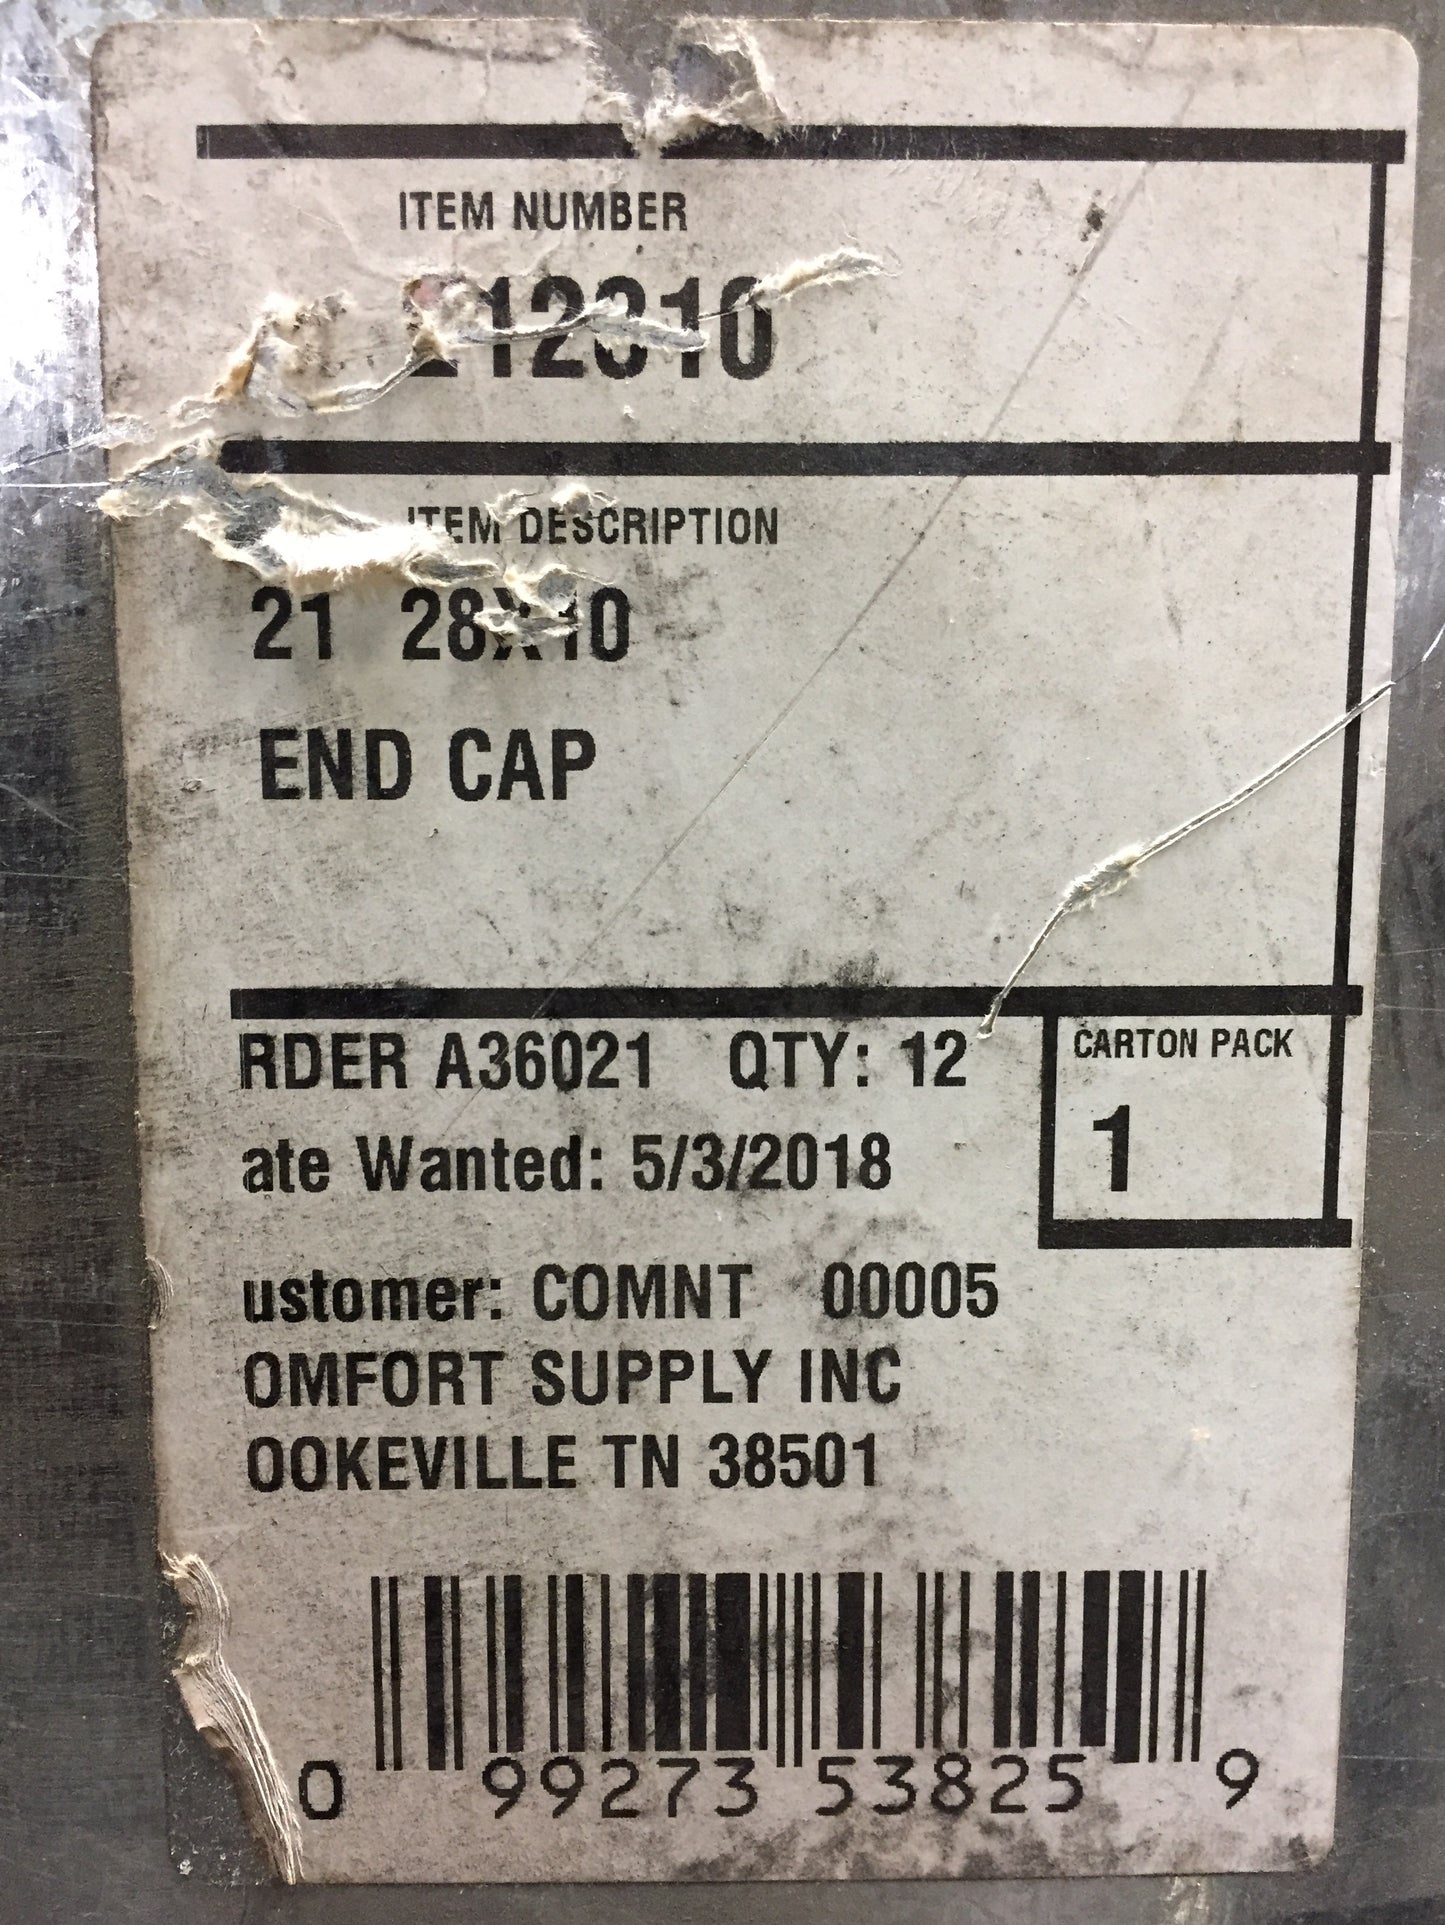 ITEM NUMBER
ITEM DESCRIPTION
21 28X10
END CAP
RDER A36021 QTY: 12
CARTON PACK
1
ate Wanted: 5/3/2018
ustomer: COMNT 00005
OMFORT SUPPLY INC
OOKEVILLE TN 38501
0 99273 53825 9